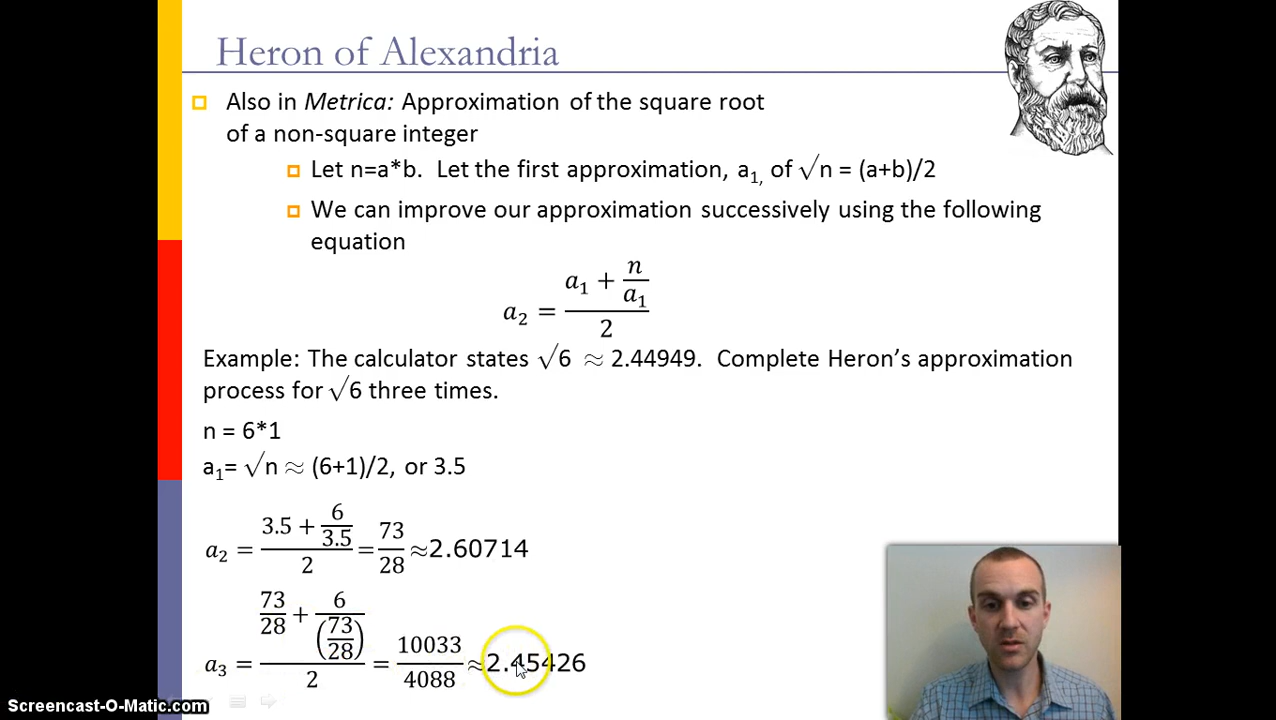 Heron of Alexandria
Also in Metrica: Approximation of the square root
of a non-square integer
Let n=a*b. Let the first approximation, a₁, of √n = (a+b)/2
We can improve our approximation successively using the following
equation
a₂ = (a₁ + n/a₁)/2
Example: The calculator states √6 ≈ 2.44949. Complete Heron’s approximation
process for √6 three times.
n = 6*1
a₁= √n ≈ (6+1)/2, or 3.5
a₂ = (3.5 + 6/3.5)/2 = 73/28 ≈2.60714
a₃ = (73/28 + 6/(73/28))/2 = 10033/4088 ≈2.45426
Screencast-O-Matic.com